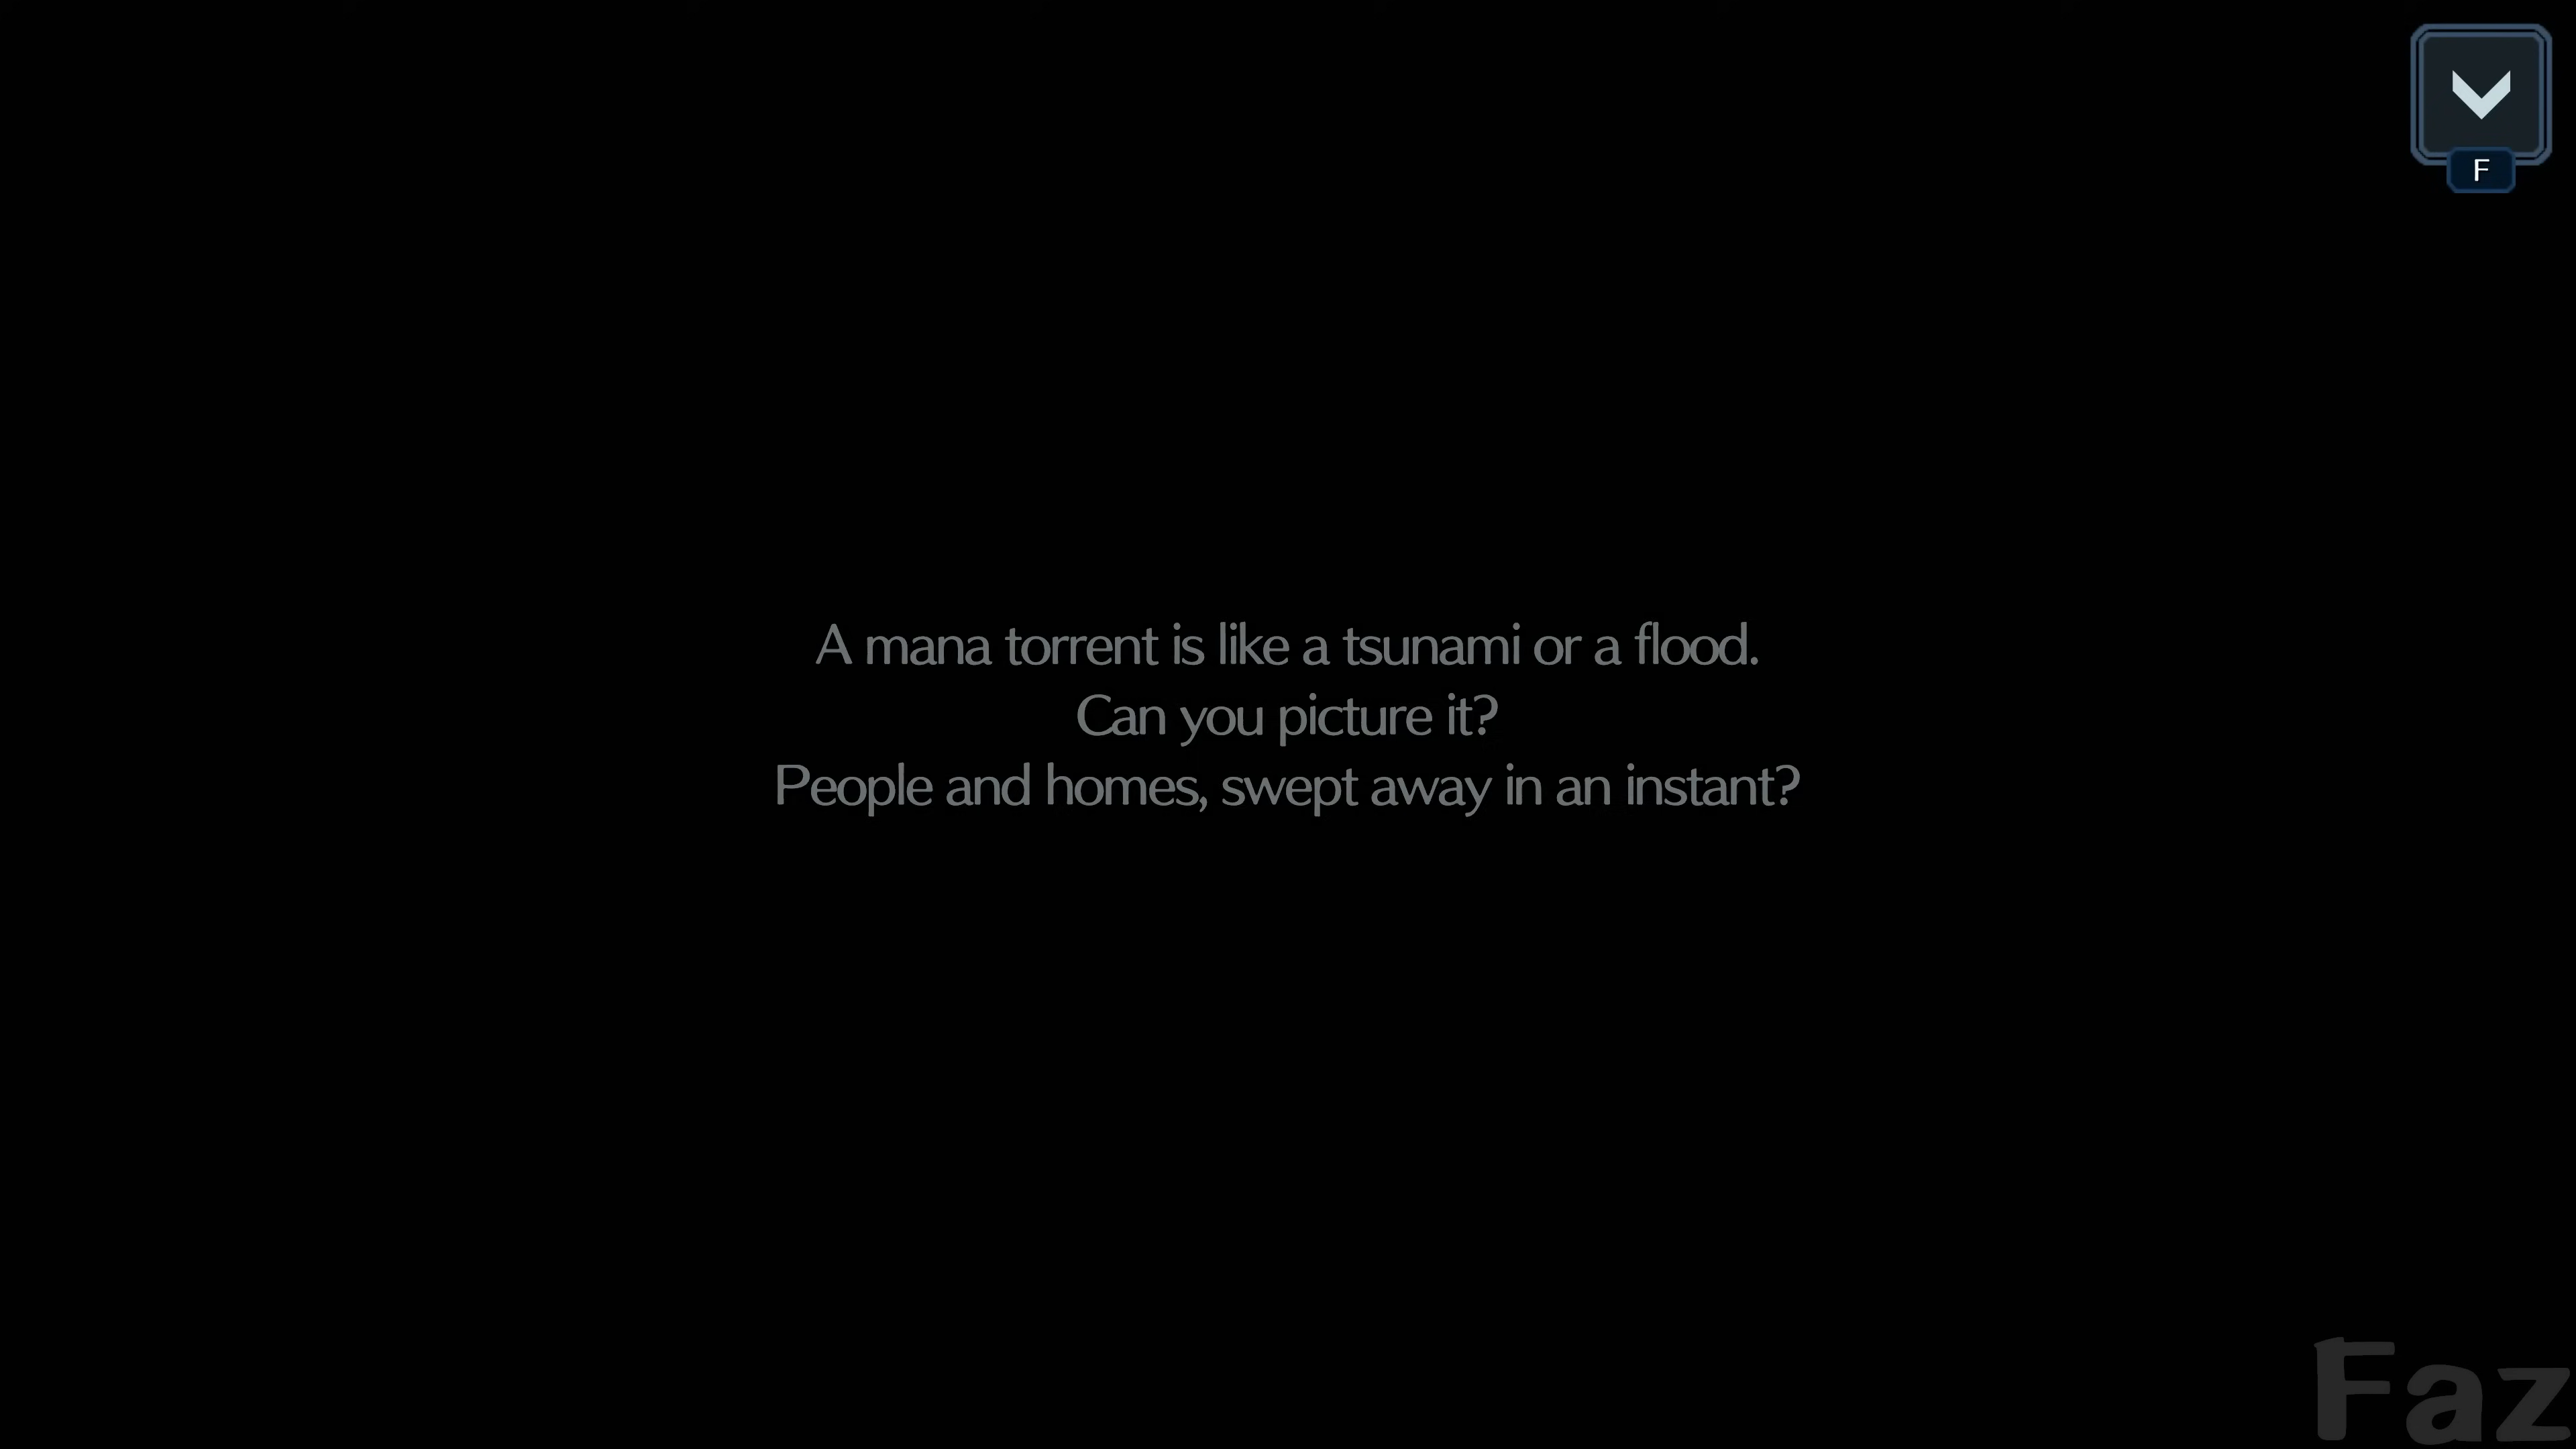 F
A mana torrent is like a tsunami or a flood.
Can you picture it?
People and homes, swept away in an instant?
Faz